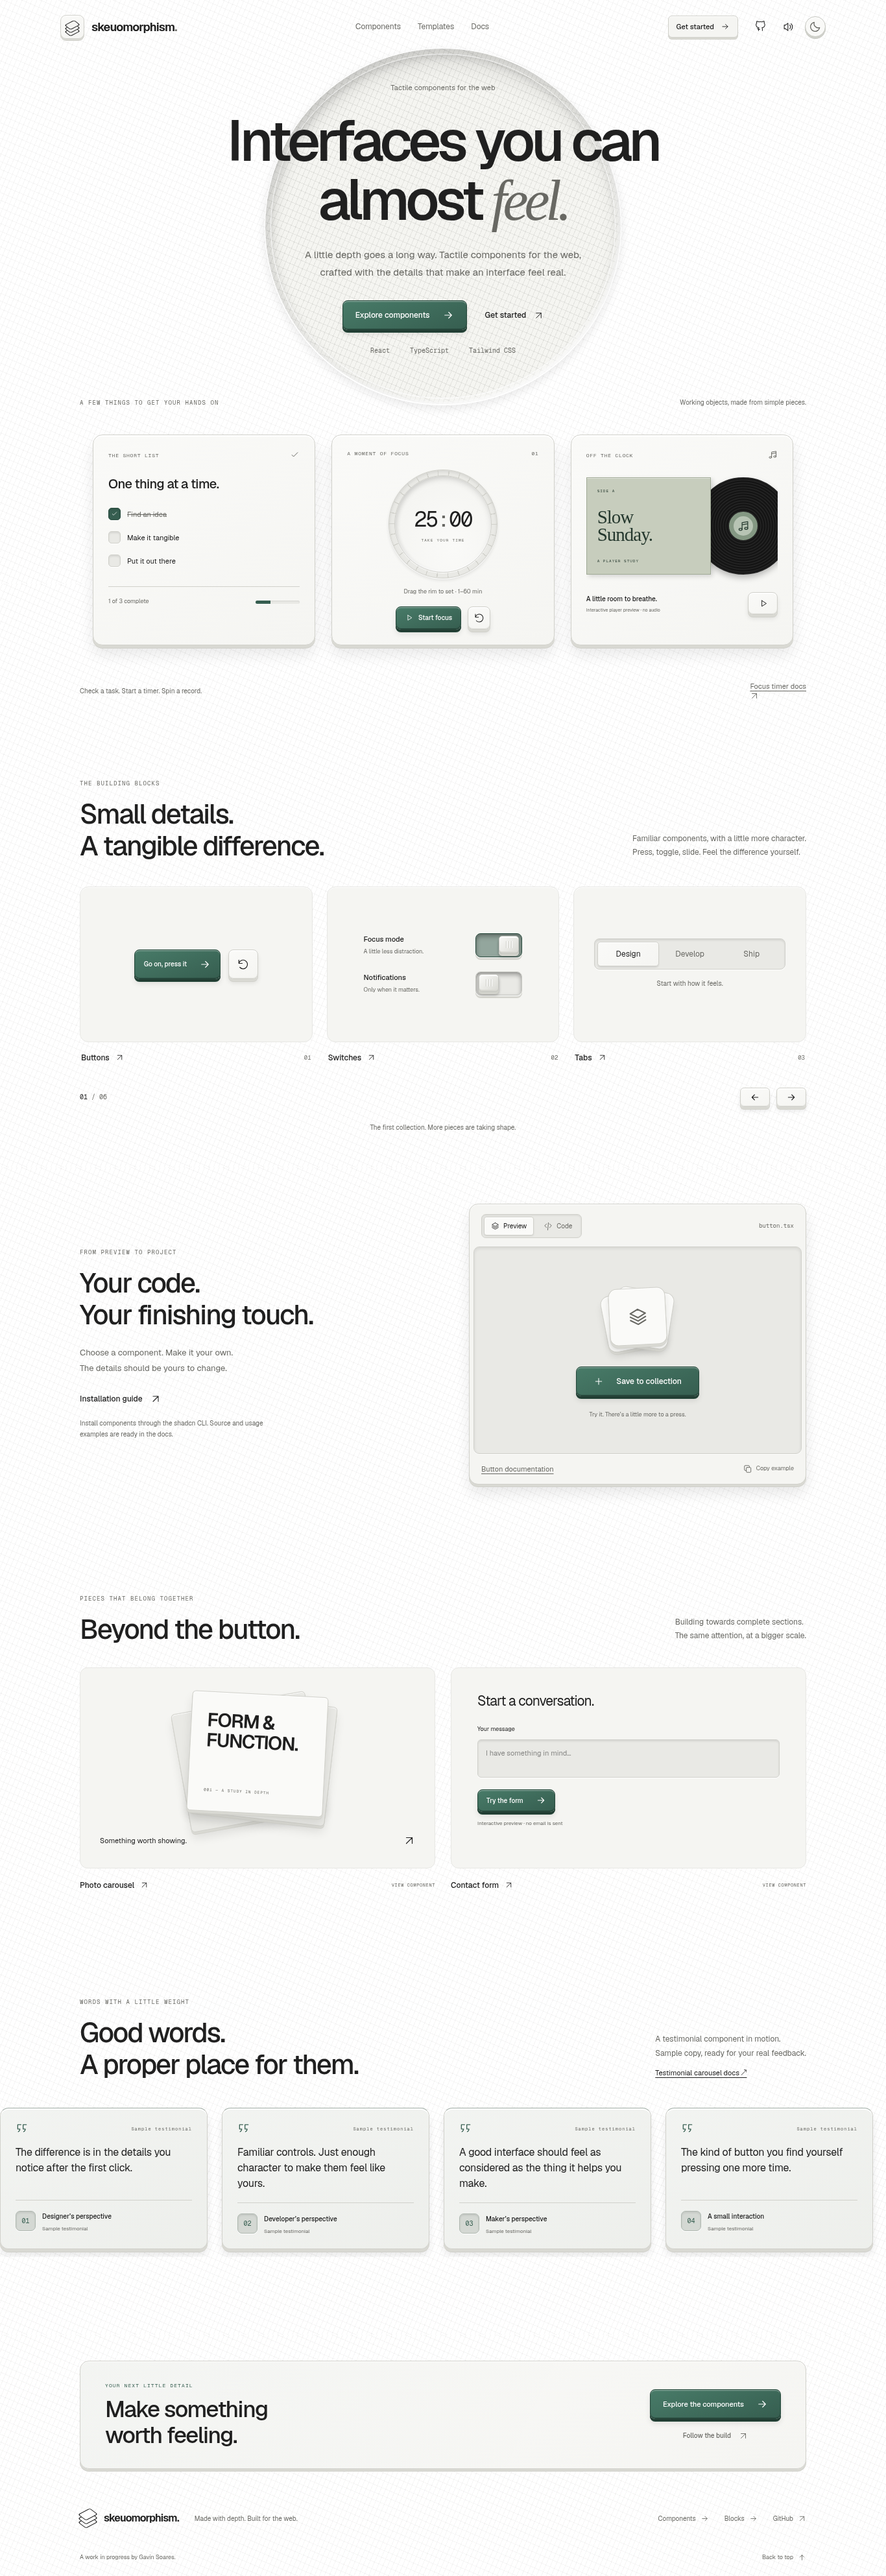 skeuomorphism.
Components
Templates
Docs
Get started
Tactile components for the web
Interfaces you can
almost feel.
A little depth goes a long way. Tactile components for the web,
crafted with the details that make an interface feel real.
Explore components
Get started
React
TypeScript
Tailwind CSS
A FEW THINGS TO GET YOUR HANDS ON
Working objects, made from simple pieces.
THE SHORT LIST
One thing at a time.
Find an idea
Make it tangible
Put it out there
1 of 3 complete
A MOMENT OF FOCUS
01
25:00
TAKE YOUR TIME
Drag the rim to set · 1–60 min
Start focus
OFF THE CLOCK
SIDE A
Slow
Sunday.
A PLAYER STUDY
A little room to breathe.
Interactive player preview · no audio
Check a task. Start a timer. Spin a record.
Focus timer docs
THE BUILDING BLOCKS
Small details.
A tangible difference.
Familiar components, with a little more character.
Press, toggle, slide. Feel the difference yourself.
Go on, press it
Focus mode
A little less distraction.
Notifications
Only when it matters.
Design
Develop
Ship
Start with how it feels.
Buttons
01
Switches
02
Tabs
03
01 / 06
The first collection. More pieces are taking shape.
FROM PREVIEW TO PROJECT
Your code.
Your finishing touch.
Choose a component. Make it your own.
The details should be yours to change.
Installation guide
Install components through the shadcn CLI. Source and usage
examples are ready in the docs.
Preview
Code
button.tsx
Save to collection
Try it. There's a little more to a press.
Button documentation
Copy example
PIECES THAT BELONG TOGETHER
Beyond the button.
Building towards complete sections.
The same attention, at a bigger scale.
FORM &
FUNCTION.
001 — A STUDY IN DEPTH
Something worth showing.
Photo carousel
VIEW COMPONENT
Start a conversation.
Your message
I have something in mind...
Try the form
Interactive preview · no email is sent
Contact form
VIEW COMPONENT
WORDS WITH A LITTLE WEIGHT
Good words.
A proper place for them.
A testimonial component in motion.
Sample copy, ready for your real feedback.
Testimonial carousel docs
Sample testimonial
The difference is in the details you
notice after the first click.
01
Designer's perspective
Sample testimonial
Sample testimonial
Familiar controls. Just enough
character to make them feel like
yours.
02
Developer's perspective
Sample testimonial
Sample testimonial
A good interface should feel as
considered as the thing it helps you
make.
03
Maker's perspective
Sample testimonial
Sample testimonial
The kind of button you find yourself
pressing one more time.
04
A small interaction
Sample testimonial
YOUR NEXT LITTLE DETAIL
Make something
worth feeling.
Explore the components
Follow the build
skeuomorphism.
Made with depth. Built for the web.
Components
Blocks
GitHub
A work in progress by Gavin Soares.
Back to top